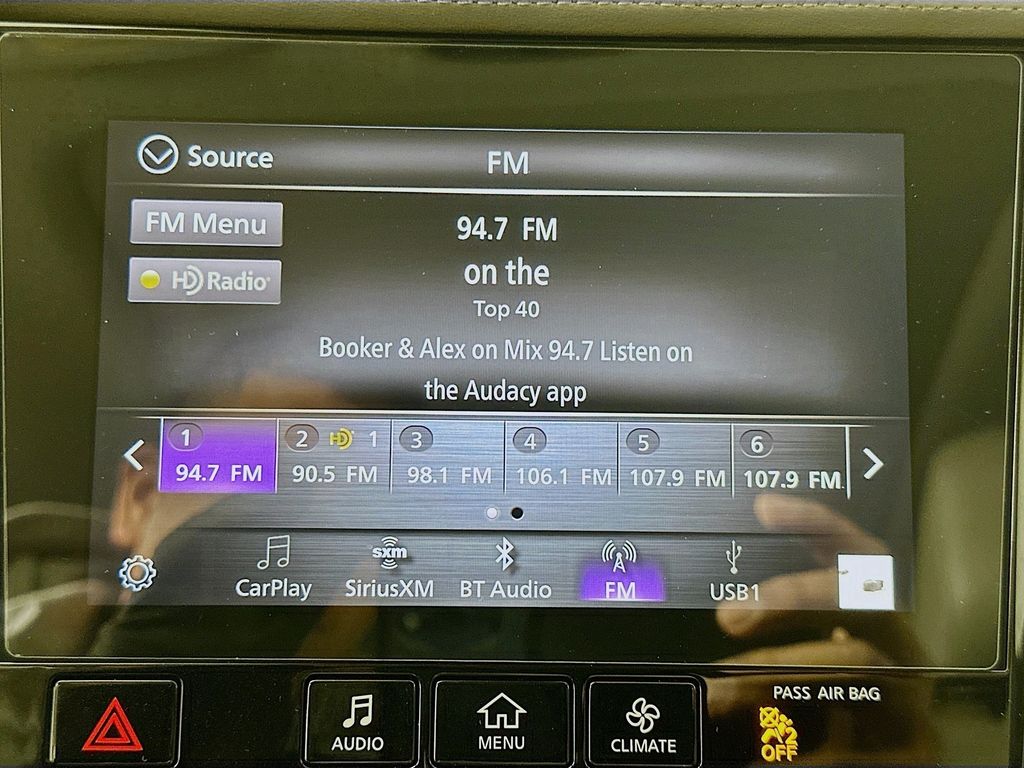 Source
FM
FM Menu
94.7 FM
HD Radio
on the
Top 40
Booker & Alex on Mix 94.7 Listen on
the Audacy app
1
2 HD 1
3
4
5
6
94.7 FM
90.5 FM
98.1 FM
106.1 FM
107.9 FM
107.9 FM
sxm
CarPlay
SiriusXM
BT Audio
FM
USB1
PASS AIR BAG
AUDIO
MENU
CLIMATE
2
OFF